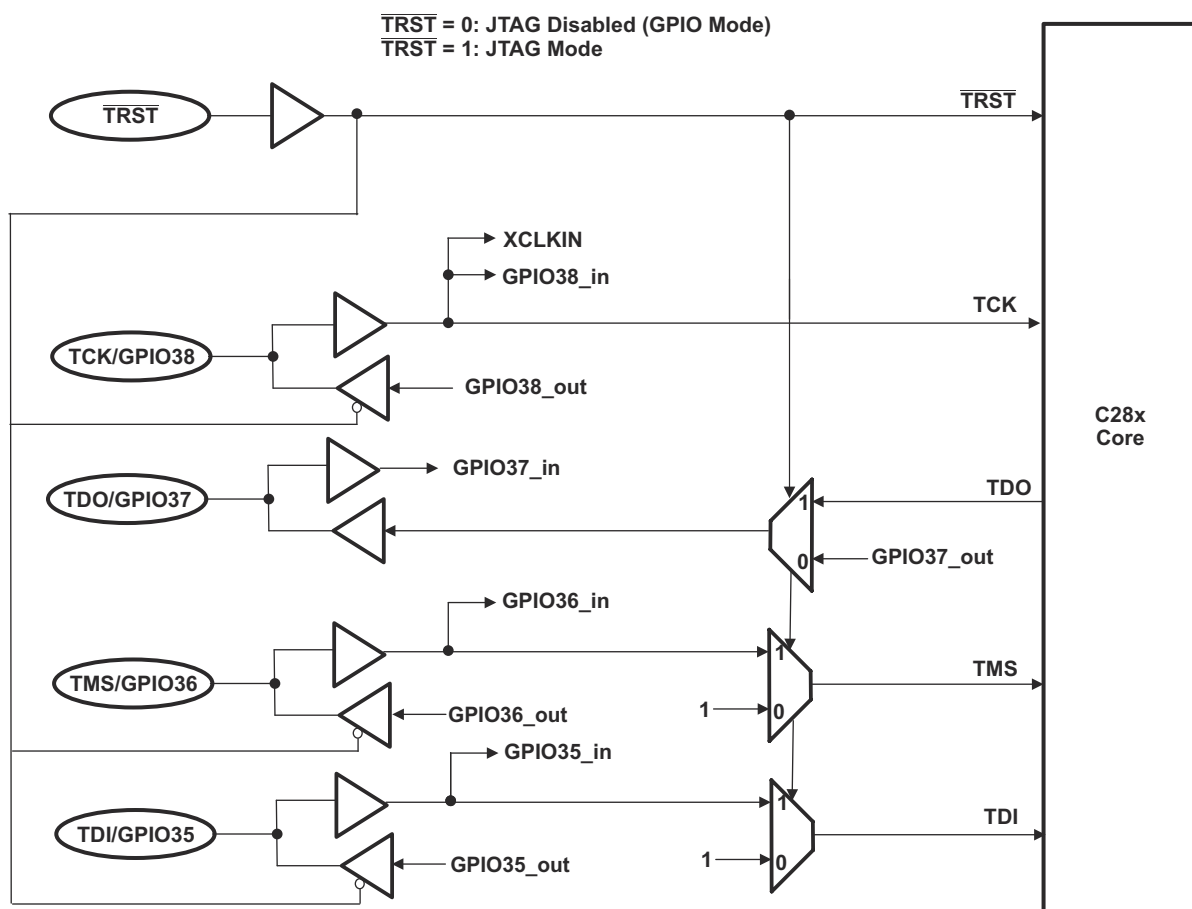 TRST = 0: JTAG Disabled (GPIO Mode)
TRST = 1: JTAG Mode
TRST
TRST
XCLKIN
GPIO38_in
TCK
TCK/GPIO38
GPIO38_out
C28x
Core
GPIO37_in
TDO/GPIO37
1
TDO
0
GPIO37_out
GPIO36_in
1
TMS/GPIO36
TMS
GPIO36_out
1
0
GPIO35_in
1
TDI/GPIO35
TDI
GPIO35_out
1
0